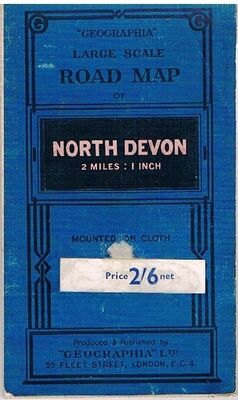 G G
"GEOGRAPHIA"
LARGE SCALE
ROAD MAP
OF
NORTH DEVON
2 MILES : 1 INCH
MOUNTED ON CLOTH
Price 2/6 net
Produced & Published by
"GEOGRAPHIA" LTD
55 FLEET STREET, LONDON, E.C.4.